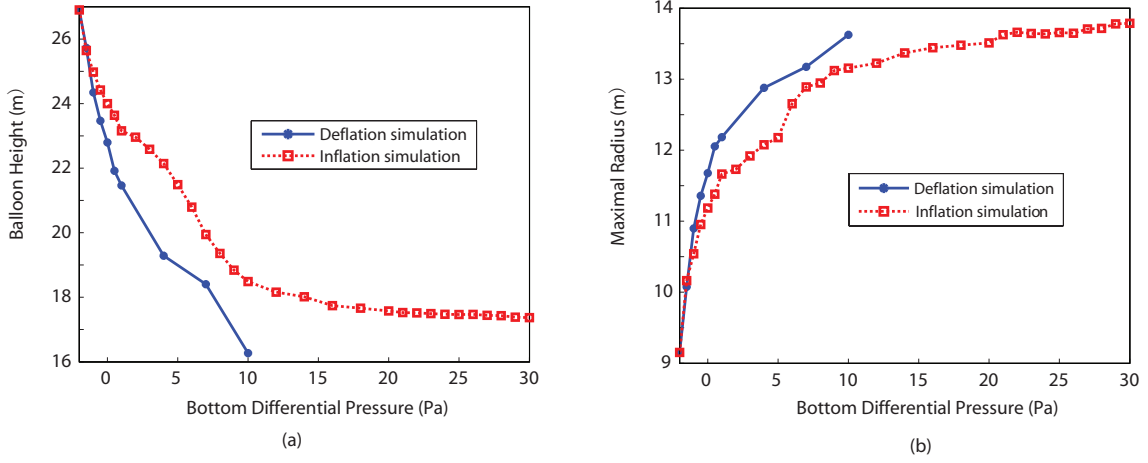 26
24
22
20
18
16
0 5 10 15 20 25 30
Balloon Height (m)
Bottom Differential Pressure (Pa)
Deflation simulation
Inflation simulation
(a)
14
13
12
11
10
9
0 5 10 15 20 25 30
Maximal Radius (m)
Bottom Differential Pressure (Pa)
Deflation simulation
Inflation simulation
(b)